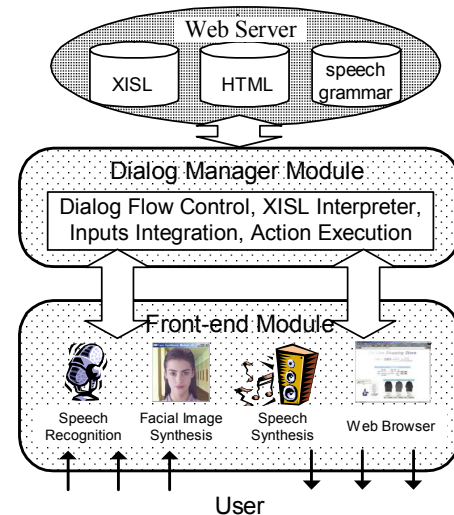 Web Server
XISL
HTML
speech
grammar
Dialog Manager Module
Dialog Flow Control, XISL Interpreter,
Inputs Integration, Action Execution
Front-end Module
Speech
Recognition
Facial Image
Synthesis
Speech
Synthesis
Web Browser
User